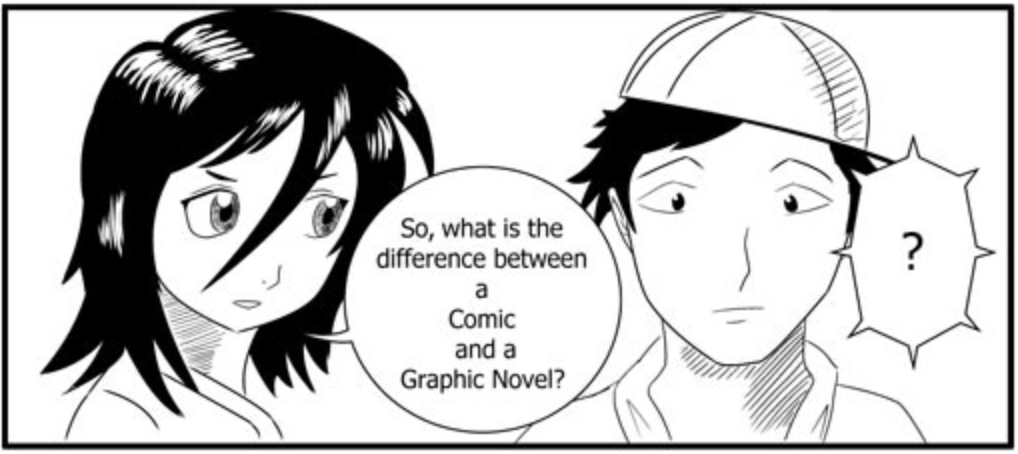 So, what is the
difference between
a
Comic
and a
Graphic Novel?
?